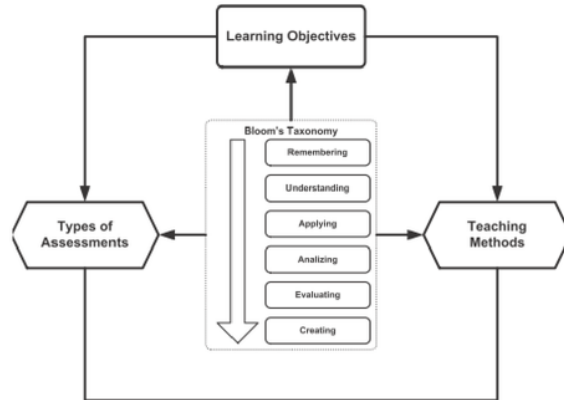 Learning Objectives
Bloom's Taxonomy
Remembering
Understanding
Applying
Analizing
Evaluating
Creating
Types of
Assessments
Teaching
Methods